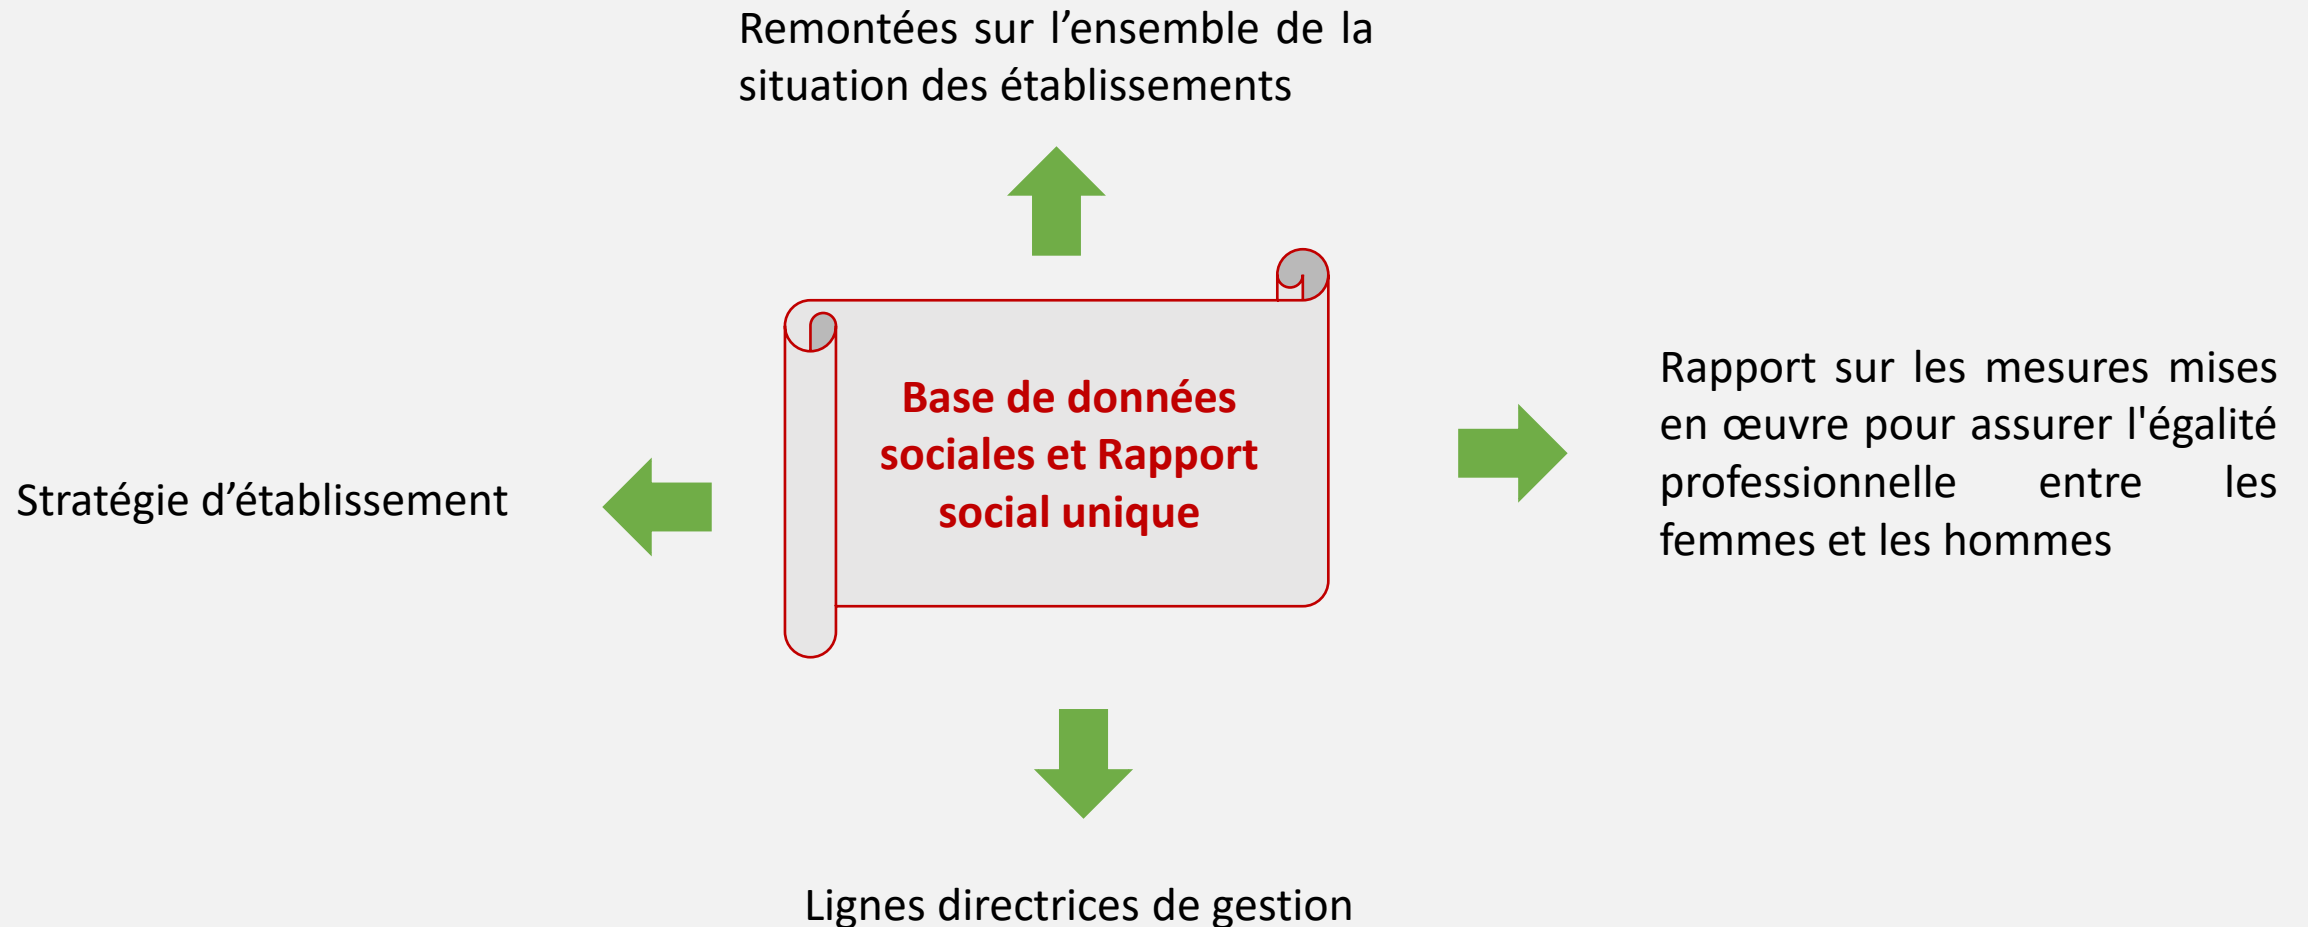 Remontées sur l’ensemble de la
situation des établissements
Base de données
sociales et Rapport
social unique
Rapport sur les mesures mises
en œuvre pour assurer l'égalité
professionnelle entre les
femmes et les hommes
Stratégie d’établissement
Lignes directrices de gestion